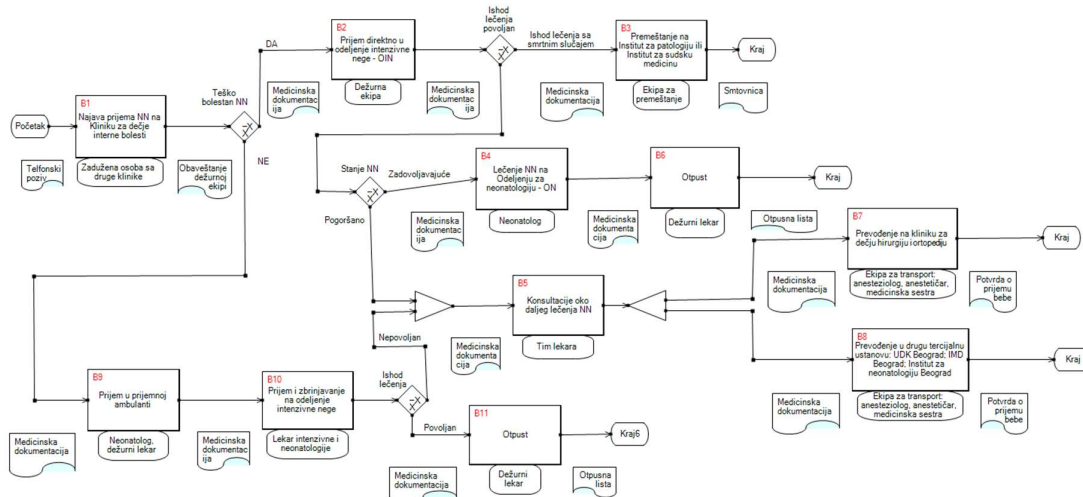 B1
Najava prijema NN na
Kliniku za dečje
interne bolesti
Zadužena osoba sa
druge klinike
Početak
Telfonski
poziv
Obaveštanje
dežurnoj
ekipi
Teško
bolestan NN
DA
NE
B2
Prijem direktno u
odeljenje intenzivne
nege - OIN
Dežurna
ekipa
Medicinska
dokumentac
ija
Medicinska
dokumentac
ija
Ishod
lečenja
povoljan
Ishod lečenja sa
smrtnim slučajem
B3
Premeštanje na
Institut za patologiju ili
Institut za sudsku
medicinu
Ekipa za
premeštanje
Medicinska
dokumentacija
Smtovnica
Kraj
Stanje NN
Zadovoljavajuće
Pogoršano
B4
Lečenje NN na
Odeljenju za
neonatologiju - ON
Neonatolog
Medicinska
dokumentac
ija
Medicinska
dokumenta
cija
B6
Otpust
Dežurni lekar
Otpusna lista
Kraj
B7
Prevođenje na kliniku za
dečju hirurgiju i ortopediju
Ekipa za transport:
anesteziolog, anestetičar,
medicinska sestra
Medicinska
dokumentacija
Potvrda o
prijemu
bebe
Kraj
B5
Konsultacije oko
daljeg lečenja NN
Tim lekara
Medicinska
dokumenta
cija
Nepovoljan
B8
Prevođenje u drugu tercijalnu
ustanovu: UDK Beograd; IMD
Beograd; Institut za
neonatologiju Beograd
Ekipa za transport:
anesteziolog, anestetičar,
medicinska sestra
Medicinska
dokumentacija
Potvrda o
prijemu
bebe
Kraj
B9
Prijem u prijemnoj
ambulanti
Neonatolog,
dežurni lekar
Medicinska
dokumentacija
B10
Prijem i zbrinjavanje
na odeljenje
intenzivne nege
Lekar intenzivne i
neonatologije
Medicinska
dokumentac
ija
Ishod
lečenja
Povoljan
B11
Otpust
Dežurni
lekar
Medicinska
dokumentacija
Otpusna
lista
Kraj6